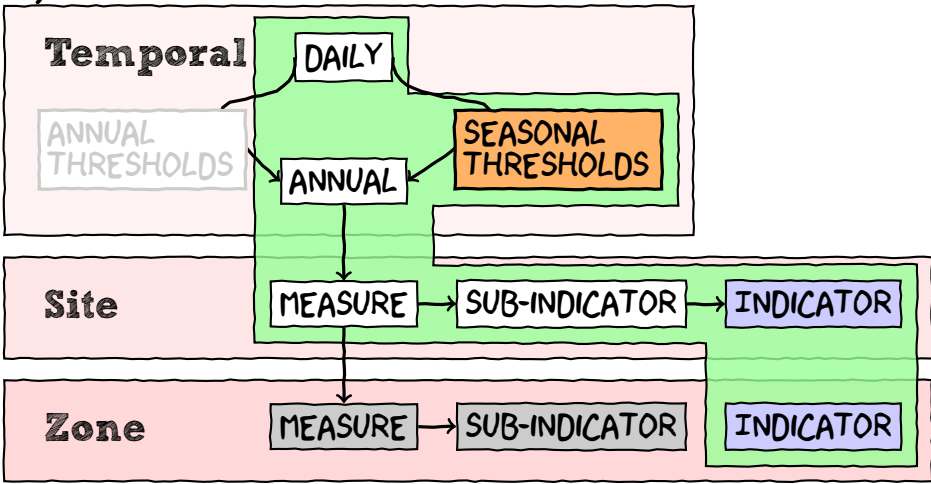 Temporal
DAILY
ANNUAL
THRESHOLDS
SEASONAL
THRESHOLDS
ANNUAL
Site
MEASURE
SUB-INDICATOR
INDICATOR
Zone
MEASURE
SUB-INDICATOR
INDICATOR